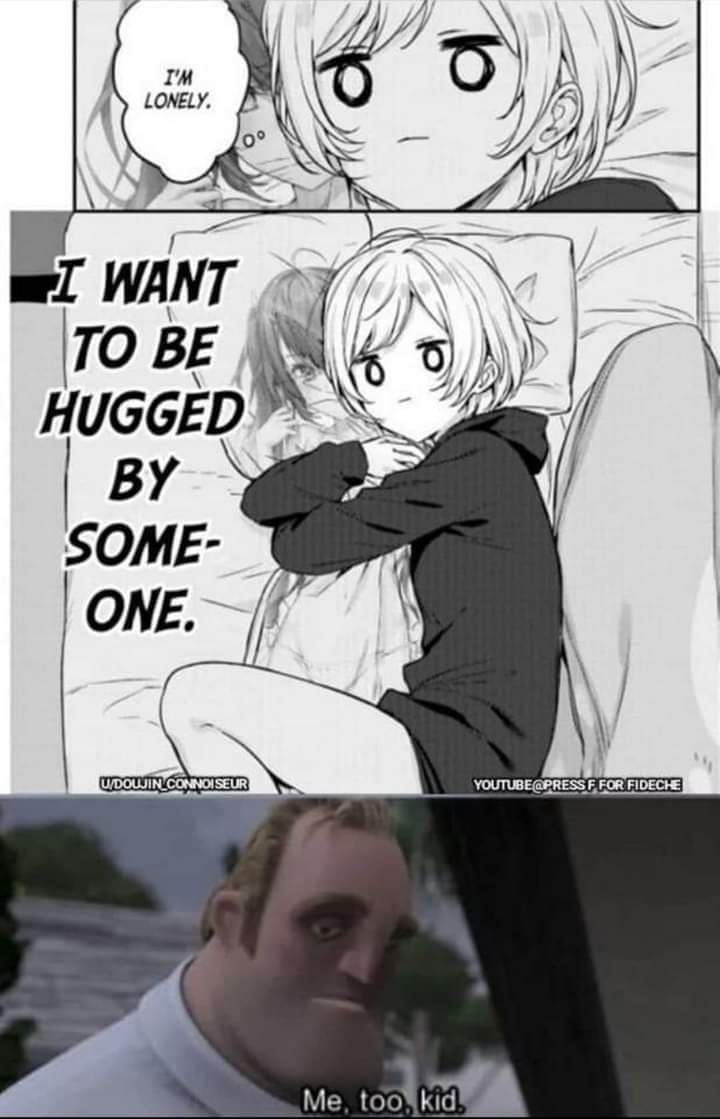 I'M
LONELY.
I WANT
TO BE
HUGGED
BY
SOME-
ONE.
U/DOUJIN_CONNOISEUR
YOUTUBE@PRESS F FOR FIDECHE
Me, too, kid.